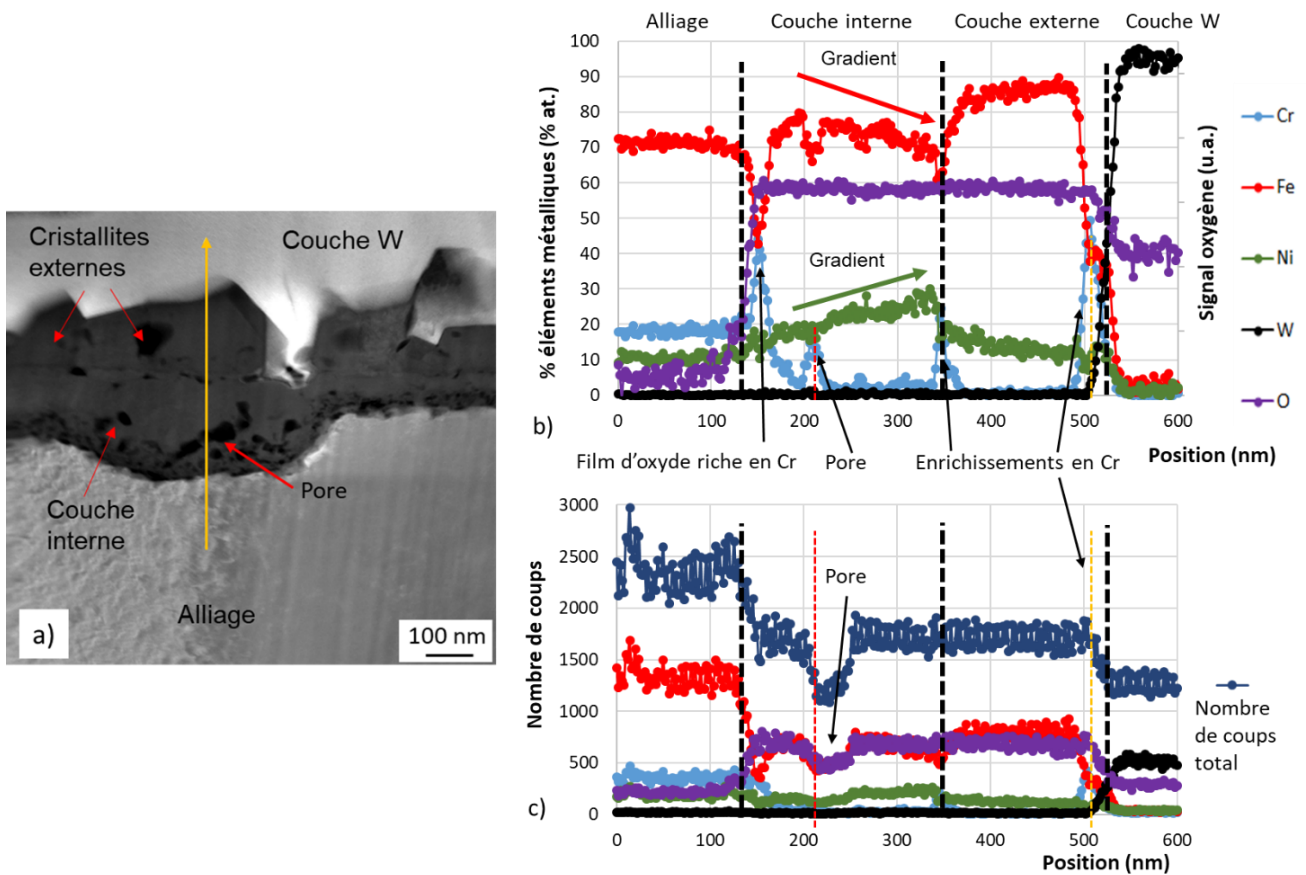 Cristallites
externes
Couche W
Pore
Couche
interne
Alliage
a)
100 nm
Alliage
Couche interne
Couche externe
Couche W
100
90
80
70
60
50
40
30
20
10
0
% éléments métalliques (% at.)
Gradient
Gradient
Signal oxygène (u.a.)
Cr
Fe
Ni
W
O
0
100
200
300
400
500
600
b)
Position (nm)
Film d'oxyde riche en Cr
Pore
Enrichissements en Cr
3000
2500
2000
1500
1000
500
0
Nombre de coups
Pore
Nombre
de coups
total
c)
0
100
200
300
400
500
600
Position (nm)